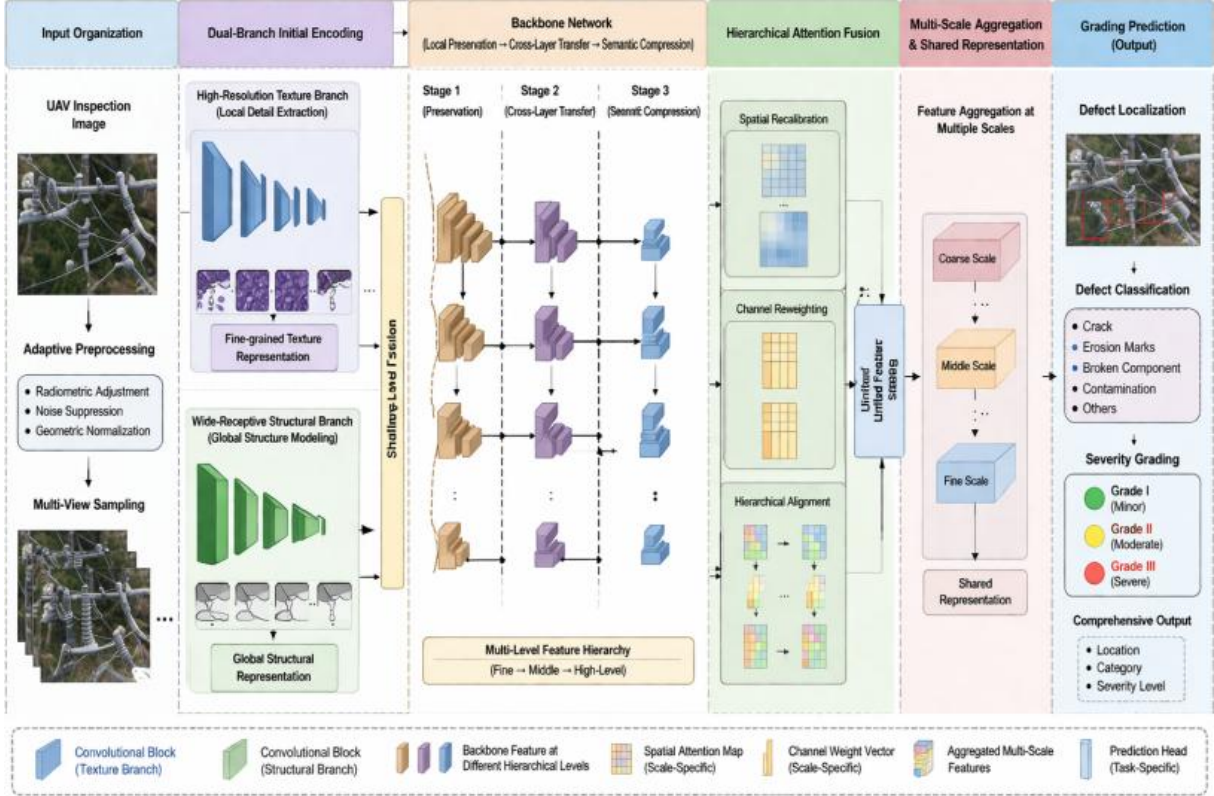 Input Organization
Dual-Branch Initial Encoding
Backbone Network
(Local Preservation → Cross-Layer Transfer → Semantic Compression)
Hierarchical Attention Fusion
Multi-Scale Aggregation
& Shared Representation
Grading Prediction
(Output)
UAV Inspection
Image
Adaptive Preprocessing
• Radiometric Adjustment
• Noise Suppression
• Geometric Normalization
Multi-View Sampling
...
High-Resolution Texture Branch
(Local Detail Extraction)
...
Fine-grained Texture
Representation
Wide-Receptive Structural Branch
(Global Structure Modeling)
Global Structural
Representation
Stage 1
(Preservation)
Stage 2
(Cross-Layer Transfer)
Stage 3
Compression)
Multi-Level Feature Hierarchy
(Fine → Middle → High-Level)
Spatial Recalibration
...
Channel Reweighting
Hierarchical Alignment
...
Feature
Feature Aggregation at
Multiple Scales
Coarse Scale
Middle Scale
Fine Scale
Shared
Representation
Defect Localization
Defect Classification
• Crack
• Erosion Marks
• Broken Component
• Contamination
• Others
Severity Grading
Grade I
(Minor)
Grade II
(Moderate)
Grade III
(Severe)
Comprehensive Output
• Location
• Category
• Severity Level
Convolutional Block
(Texture Branch)
Convolutional Block
(Structural Branch)
Backbone Feature at
Different Hierarchical Levels
Spatial Attention Map
(Scale-Specific)
Channel Weight Vector
(Scale-Specific)
Aggregated Multi-Scale
Features
Prediction Head
(Task-Specific)